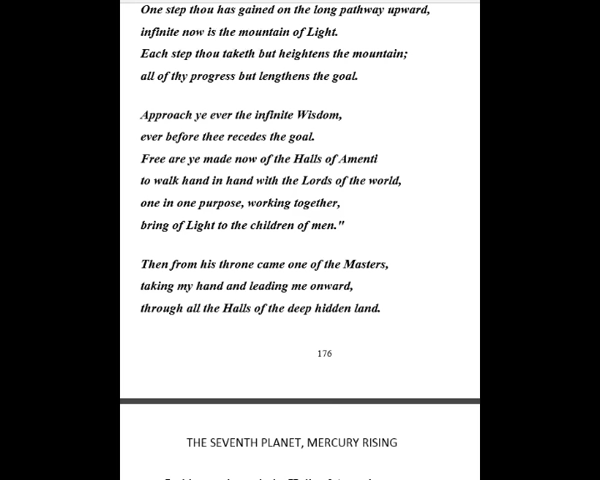 One step thou has gained on the long pathway upward,
infinite now is the mountain of Light.
Each step thou taketh but heightens the mountain;
all of thy progress but lengthens the goal.
Approach ye ever the infinite Wisdom,
ever before thee recedes the goal.
Free are ye made now of the Halls of Amenti
to walk hand in hand with the Lords of the world,
one in one purpose, working together,
bring of Light to the children of men."
Then from his throne came one of the Masters,
taking my hand and leading me onward,
through all the Halls of the deep hidden land.
176
THE SEVENTH PLANET, MERCURY RISING